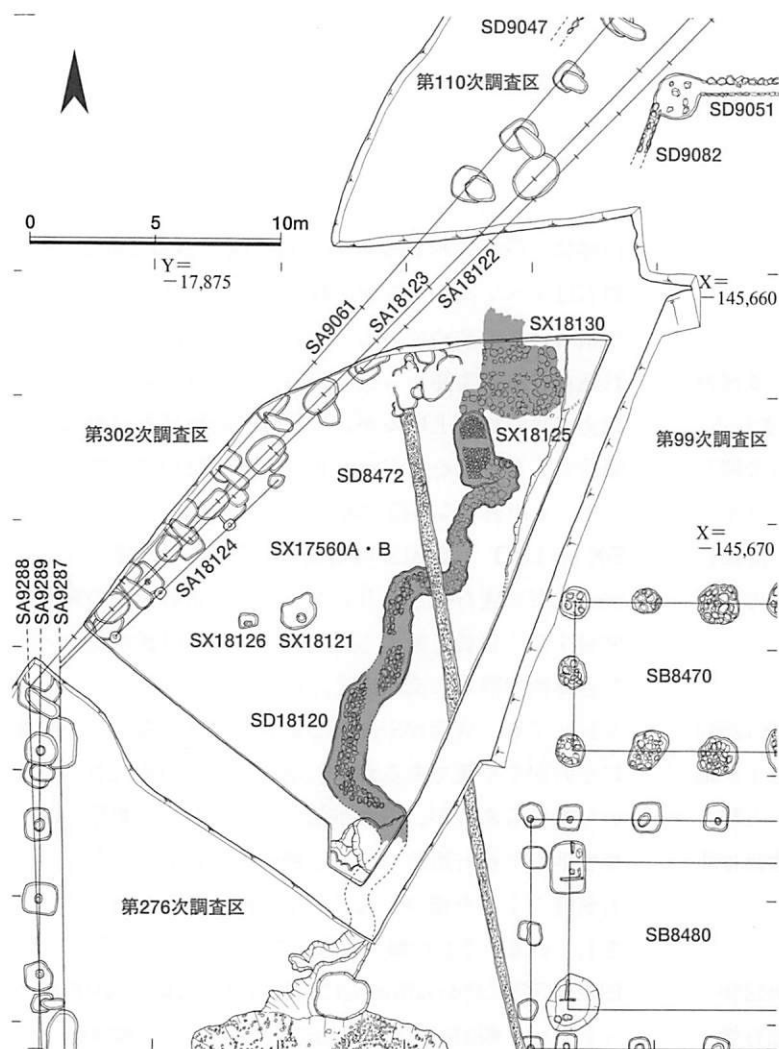 SD9047
第110次調査区
SD9051
SD9082
0 5 10m
Y=
−17,875
X=
−145,660
SA9061
SA18123
SA18122
SX18130
第302次調査区
SX18125
第99次調査区
SD8472
X=
−145,670
SX17560A・B
SA18124
SA9288
SA9289
SA9287
SX18126
SX18121
SB8470
SD18120
第276次調査区
SB8480